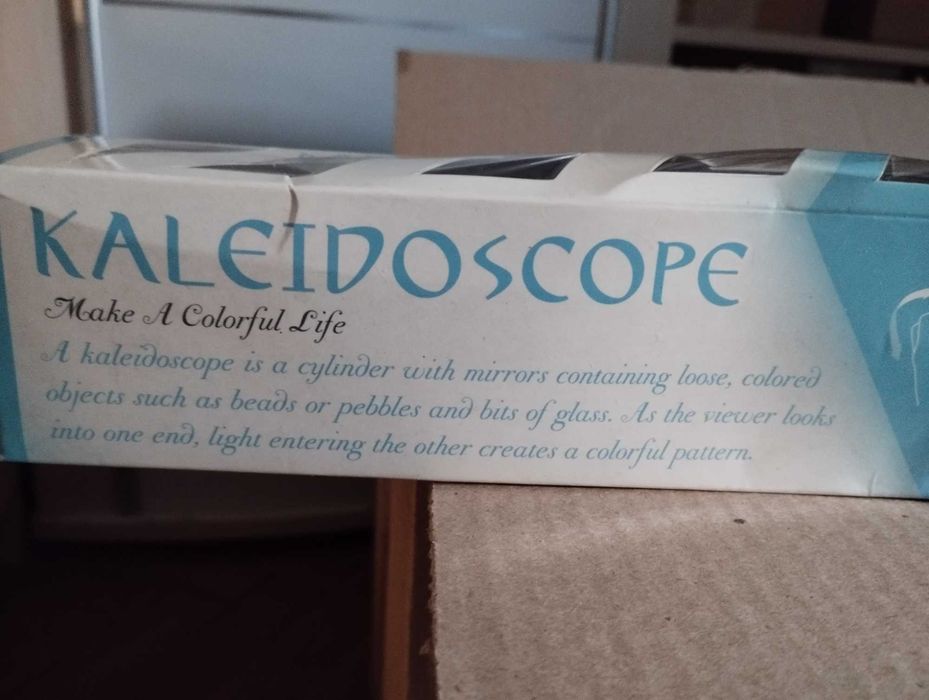 KALEIDOSCOPE
Make A Colorful Life
A kaleidoscope is a cylinder with mirrors containing loose, colored
objects such as beads or pebbles and bits of glass. As the viewer looks
into one end, light entering the other creates a colorful pattern.